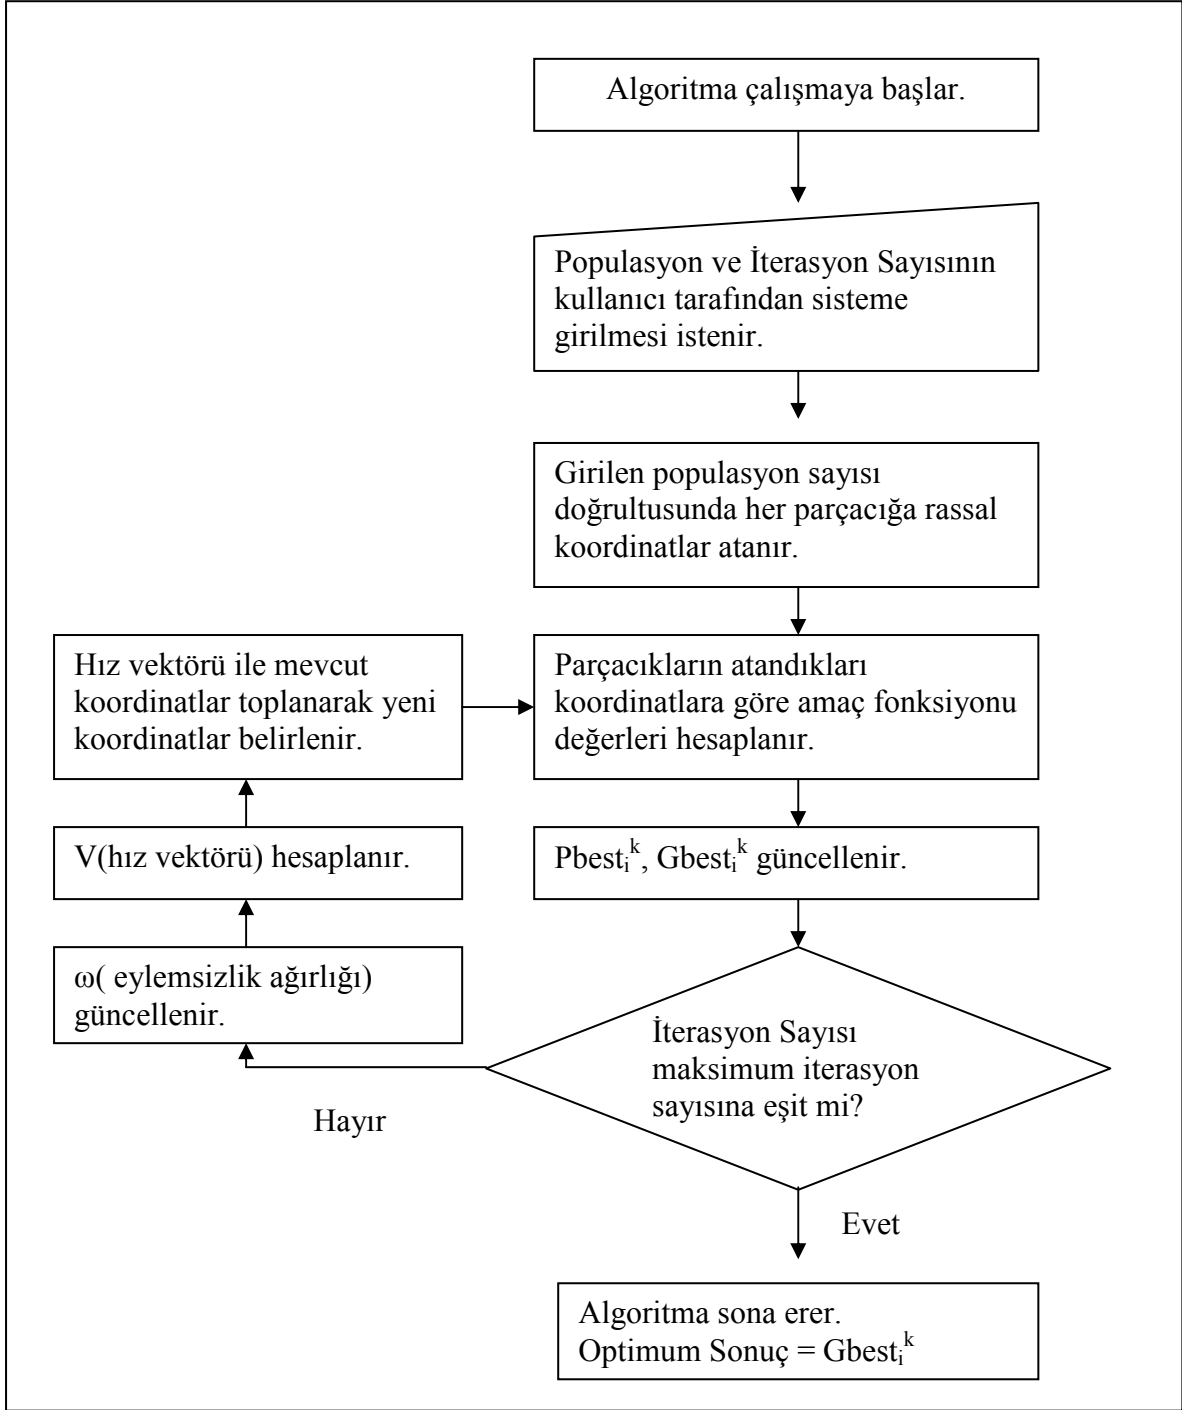 Algoritma çalışmaya başlar.
Populasyon ve İterasyon Sayısının
kullanıcı tarafından sisteme
girilmesi istenir.
Girilen populasyon sayısı
doğrultusunda her parçacığa rassal
koordinatlar atanır.
Parçacıkların atandıkları
koordinatlara göre amaç fonksiyonu
değerleri hesaplanır.
Pbestᵢᵏ, Gbestᵢᵏ güncellenir.
İterasyon Sayısı
maksimum iterasyon
sayısına eşit mi?
Hayır
ω( eylemsizlik ağırlığı)
güncellenir.
V(hız vektörü) hesaplanır.
Hız vektörü ile mevcut
koordinatlar toplanarak yeni
koordinatlar belirlenir.
Evet
Algoritma sona erer.
Optimum Sonuç = Gbestᵢᵏ